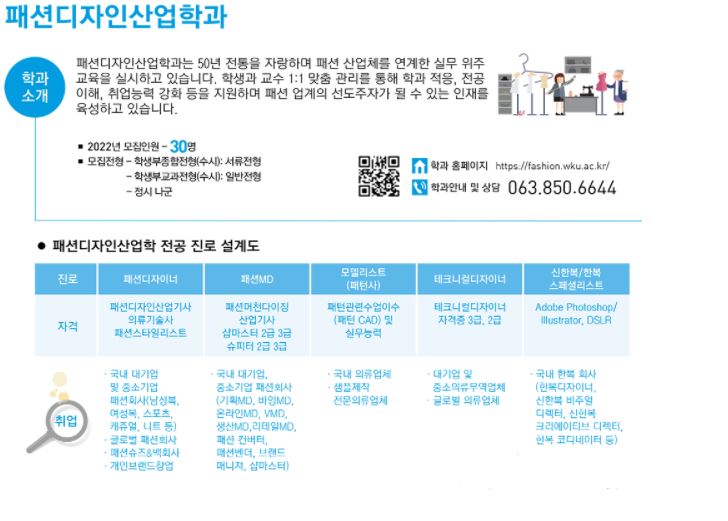 패션디자인산업학과
학과
소개
패션디자인산업학과는 50년 전통을 자랑하며 패션 산업체를 연계한 실무 위주
교육을 실시하고 있습니다. 학생과 교수 1:1 맞춤 관리를 통해 학과 적응, 전공
이해, 취업능력 강화 등을 지원하며 패션 업계의 선도주자가 될 수 있는 인재를
육성하고 있습니다.
▪ 2022년 모집인원 - 30명
▪ 모집전형 - 학생부종합전형(수시): 서류전형
- 학생부교과전형(수시): 일반전형
- 정시 나군
학과 홈페이지 https://fashion.wku.ac.kr/
학과안내 및 상담 063.850.6644
● 패션디자인산업학 전공 진로 설계도
진로
패션디자이너
패션MD
모델리스트
(패턴사)
테크니컬디자이너
신한복/한복
스페셜리스트
자격
패션디자인산업기사
의류기술사
패션스타일리스트
패션머천다이징
산업기사
샵마스터 2급 3급
슈피터 2급 3급
패턴관련수업이수
(패턴 CAD) 및
실무능력
테크니컬디자이너
자격증 3급, 2급
Adobe Photoshop/
Illustrator, DSLR
취업
· 국내 대기업
및 중소기업
패션회사(남성복,
여성복, 스포츠,
캐쥬얼, 니트 등)
· 글로벌 패션회사
· 패션슈즈&백회사
· 개인브랜드창업
· 국내 대기업,
중소기업 패션회사
(기획MD, 바잉MD,
온라인MD, VMD,
생산MD,리테일MD,
패션 컨버터,
패션벤더, 브랜드
매니져, 샵마스터)
· 국내 의류업체
· 샘플제작
전문의류업체
· 대기업 및
중소의류무역업체
· 글로벌 의류업체
· 국내 한복 회사
(한복디자이너,
신한복 비주얼
디렉터, 신한복
크리에이티브 디렉터,
한복 코디네이터 등)